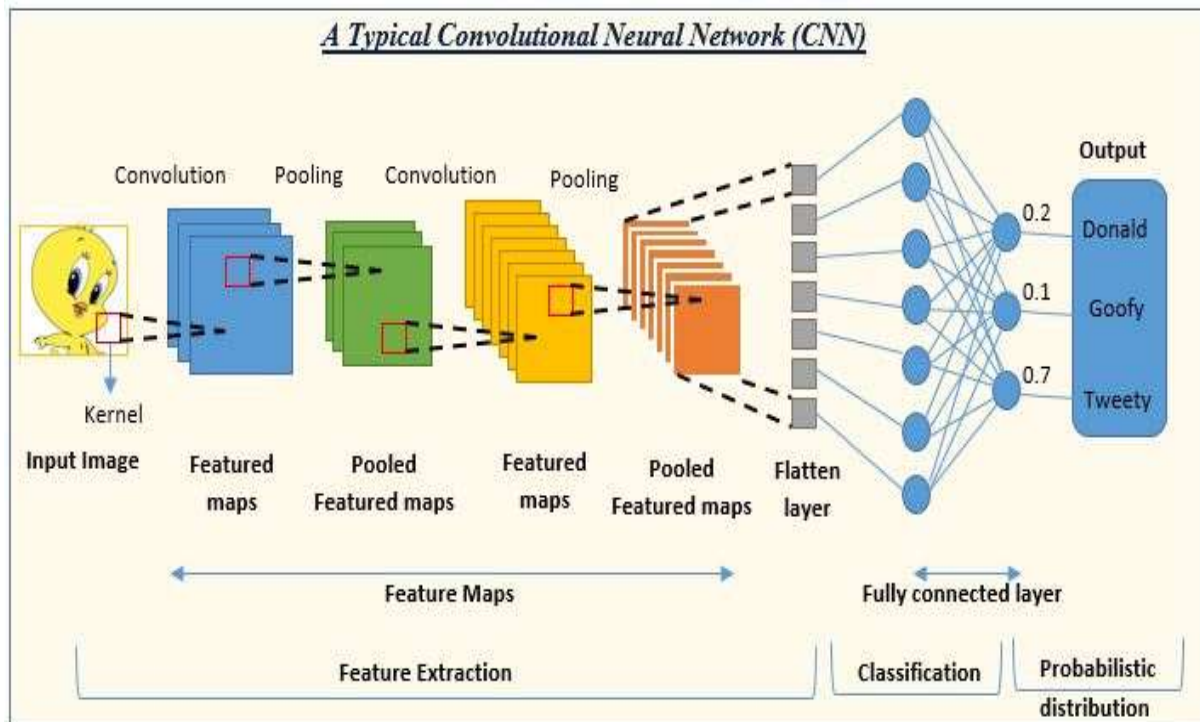 A Typical Convolutional Neural Network (CNN)
Convolution
Pooling
Convolution
Pooling
Output
0.2
Donald
0.1
Goofy
0.7
Tweety
Kernel
Input Image
Featured
maps
Pooled
Featured maps
Featured
maps
Pooled
Featured maps
Flatten
layer
Feature Maps
Fully connected layer
Feature Extraction
Classification
Probabilistic
distribution